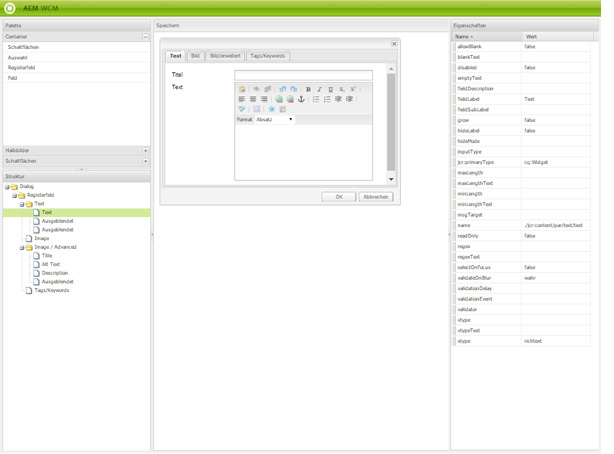 AEM WCM
Palette
Container
Schaltflächen
Auswahl
Registerfeld
Feld
Halbbilder
Schaltflächen
Struktur
Dialog
Registerfeld
Text
Text
Ausgeblendet
Ausgeblendet
Image
Image / Advanced
Title
Alt Text
Description
Ausgeblendet
Tags/Keywords
Speichern
Text Bild Bild/erweitert Tags/Keywords
Titel
Text
B I U X₂ X²
Format Absatz
OK Abbrechen
Eigenschaften
Name Wert
allowBlank false
blankText
disabled false
emptyText
fieldDescription
fieldLabel Text
fieldSubLabel
grow false
hideLabel false
hideMode
inputType
jcr:primaryType cq:Widget
maxLength
maxLengthText
minLength
minLengthText
msgTarget
name ./jcr:content/par/text/text
readOnly false
regex
regexText
selectOnFocus false
validateOnBlur wahr
validationDelay
validationEvent
validator
vtype
vtypeText
xtype richtext